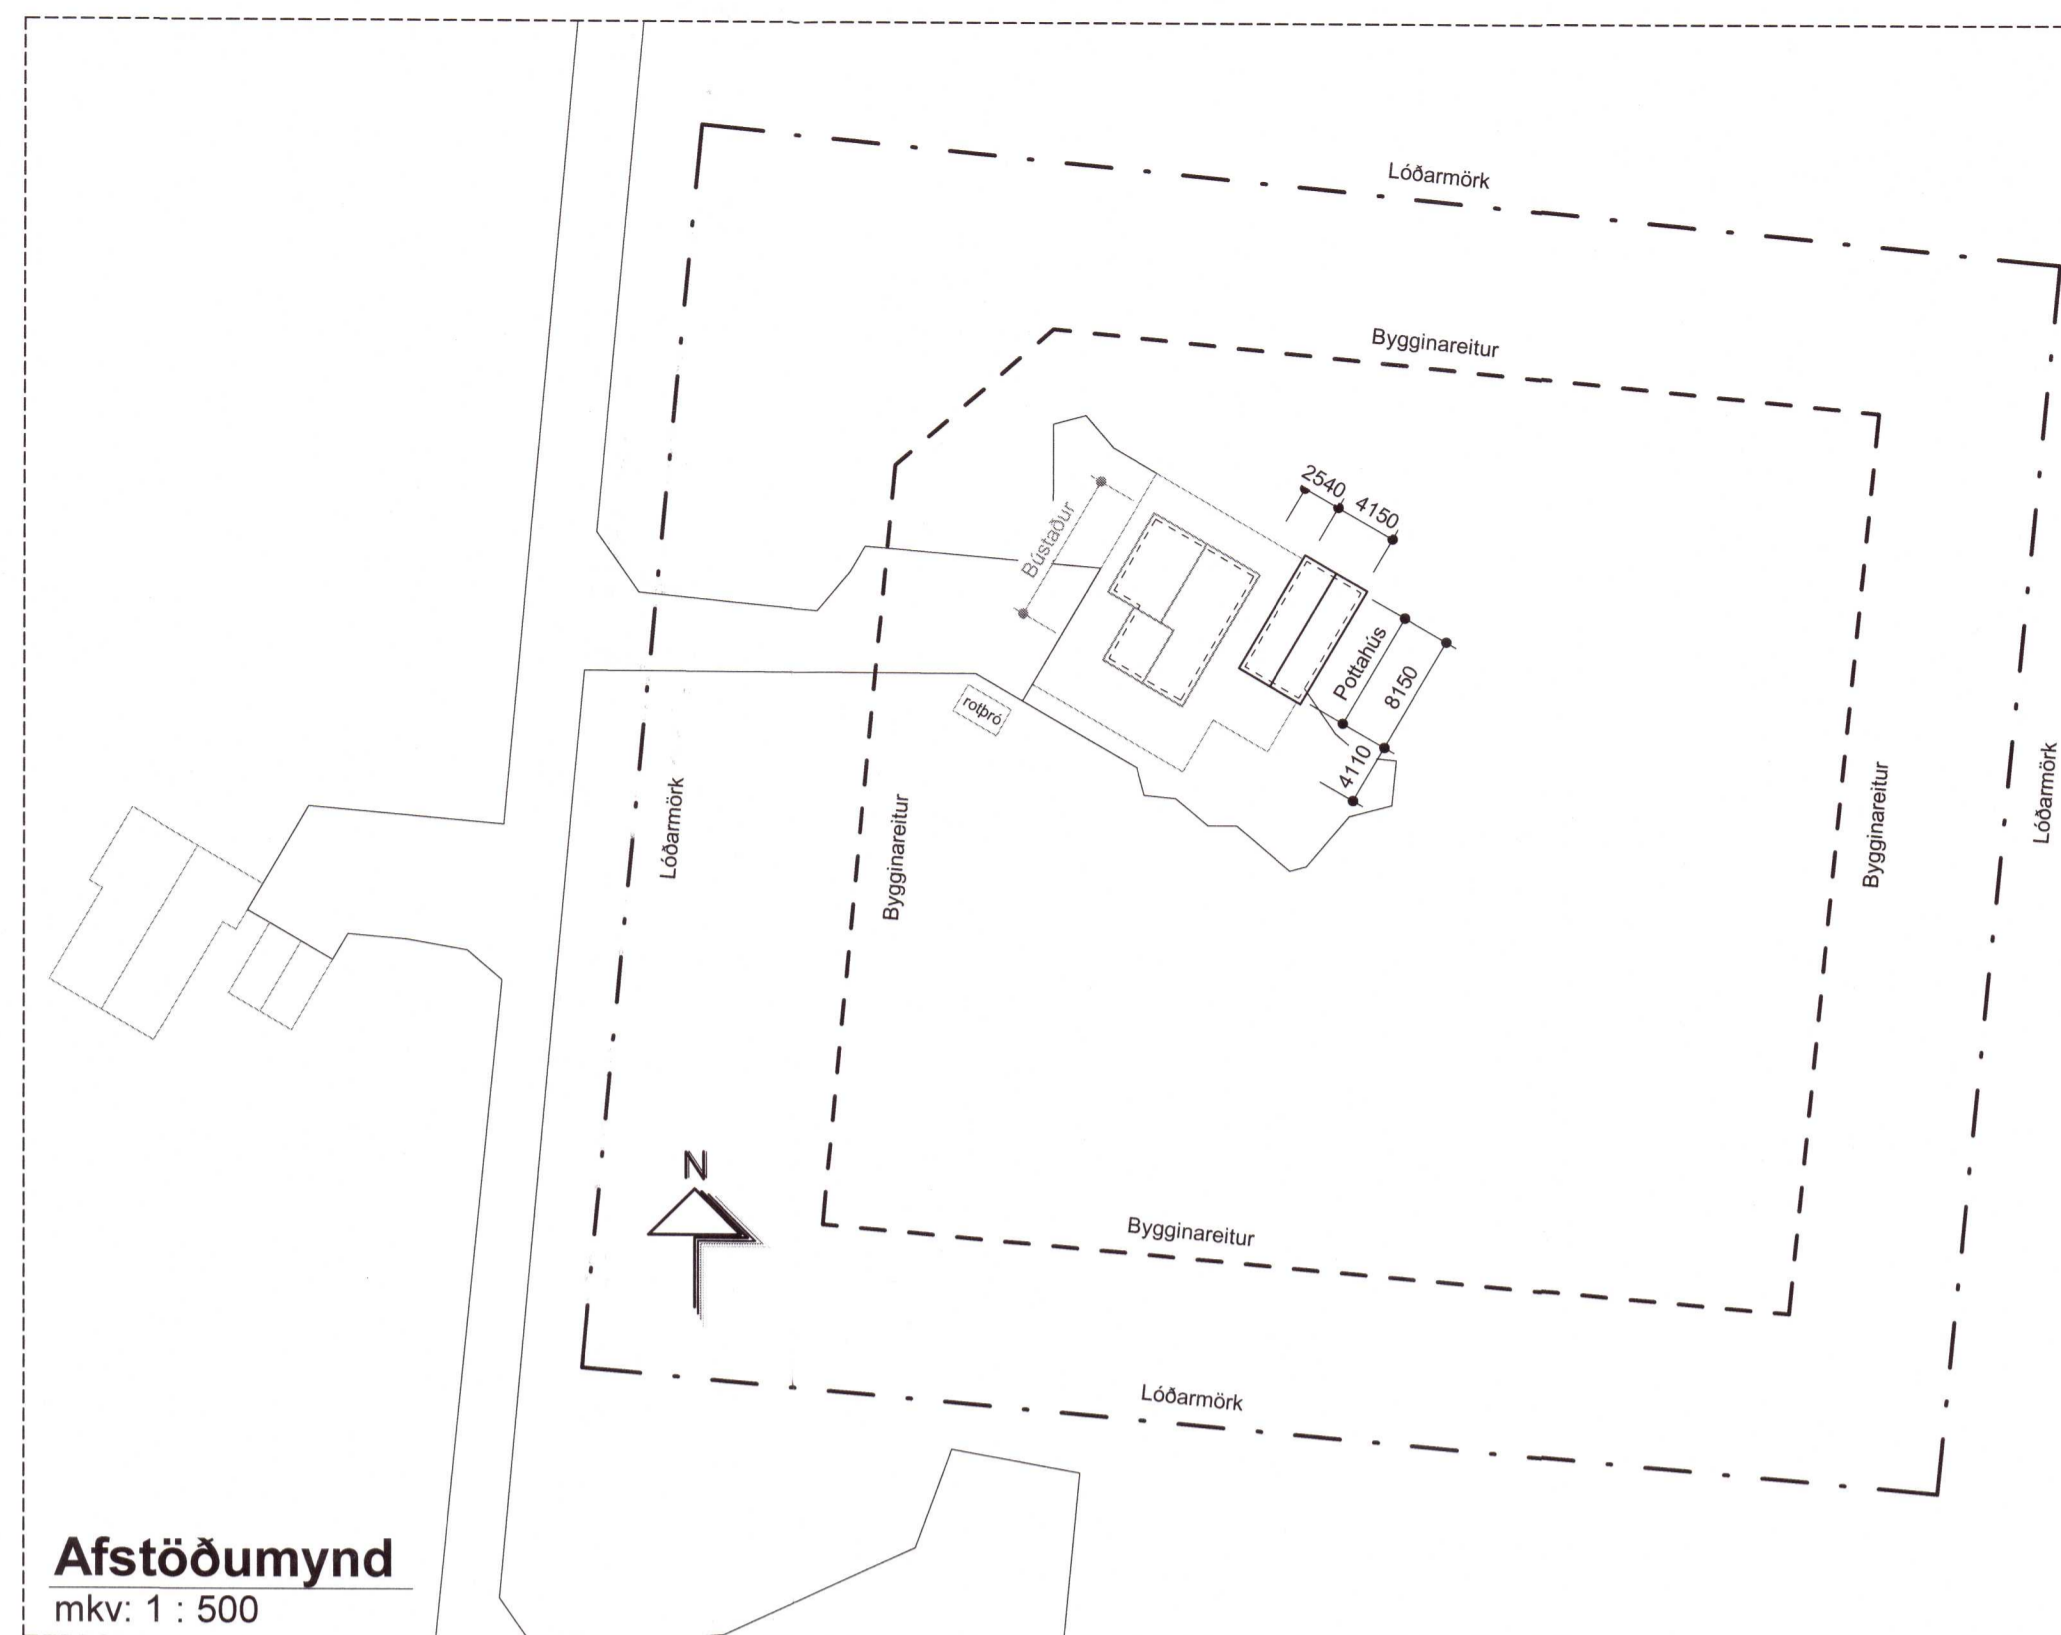 Lóðarmörk
Bygginareitur
2540
4150
Bústaður
Pottahús
8150
4110
rotþró
Lóðarmörk
Bygginareitur
Bygginareitur
Lóðarmörk
N
Bygginareitur
Lóðarmörk
Afstöðumynd
mkv: 1 : 500